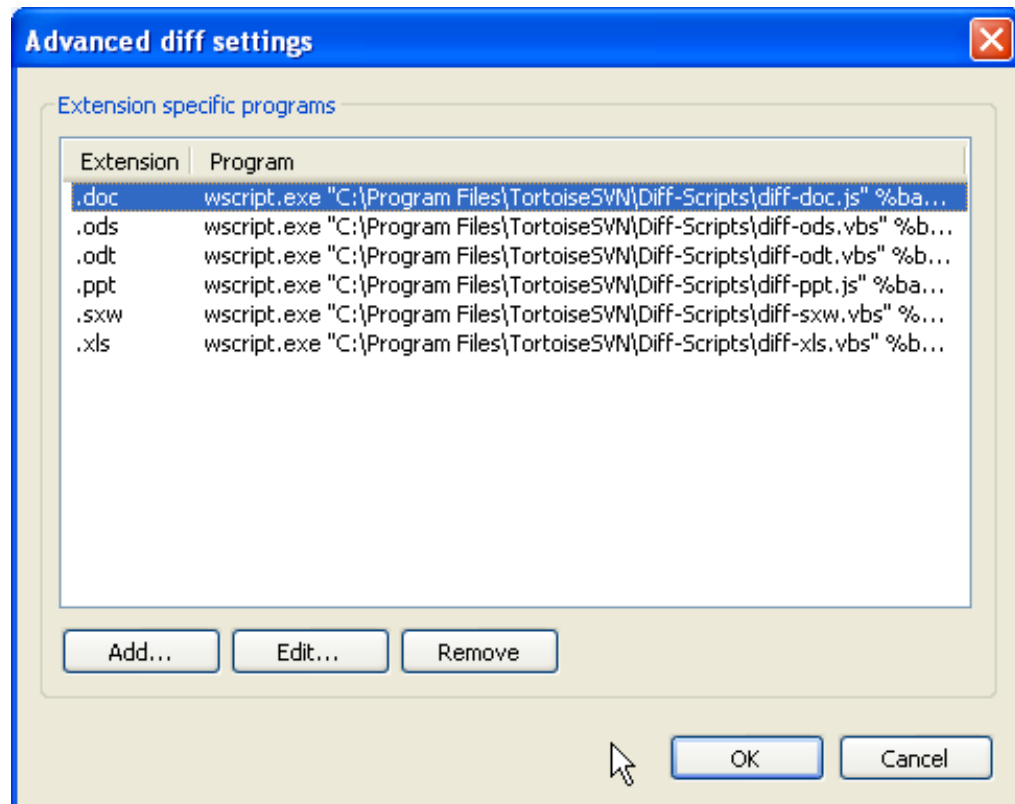 Advanced diff settings
Extension specific programs
Extension Program
.doc wscript.exe "C:\Program Files\TortoiseSVN\Diff-Scripts\diff-doc.js" %ba...
.ods wscript.exe "C:\Program Files\TortoiseSVN\Diff-Scripts\diff-ods.vbs" %b...
.odt wscript.exe "C:\Program Files\TortoiseSVN\Diff-Scripts\diff-odt.vbs" %b...
.ppt wscript.exe "C:\Program Files\TortoiseSVN\Diff-Scripts\diff-ppt.js" %ba...
.sxw wscript.exe "C:\Program Files\TortoiseSVN\Diff-Scripts\diff-sxw.vbs" %...
.xls wscript.exe "C:\Program Files\TortoiseSVN\Diff-Scripts\diff-xls.vbs" %b...
Add... Edit... Remove
OK Cancel